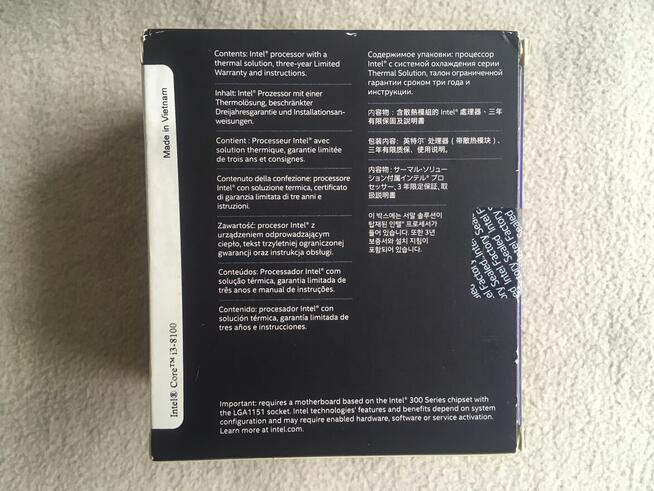 Made in Vietnam
Intel® Core™ i3-8100
Contents: Intel® processor with a
thermal solution, three-year Limited
Warranty and instructions.
Inhalt: Intel® Prozessor mit einer
Thermolösung, beschränkter
Dreijahresgarantie und Installationsan-
weisungen.
Contient : Processeur Intel® avec
solution thermique, garantie limitée
de trois ans et consignes.
Contenuto della confezione: processore
Intel® con soluzione termica, certificato
di garanzia limitata di tre anni e
istruzioni.
Zawartość: procesor Intel® z
urządzeniem odprowadzającym
ciepło, tekst trzyletniej ograniczonej
gwarancji oraz instrukcja obsługi.
Conteúdos: Processador Intel® com
solução térmica, garantia limitada de
três anos e manual de instruções.
Contenido: procesador Intel® con
solución térmica, garantía limitada de
tres años e instrucciones.
Содержимое упаковки: процессор
Intel® с системой охлаждения серии
Thermal Solution, талон ограниченной
гарантии сроком три года и
инструкции.
內容物：含散熱模組的 Intel® 處理器、三年
有限保固及說明書
包装内容: 英特尔® 处理器（带散热模块）、
三年有限质保、使用说明。
内容物：サーマル・ソリュー
ション付属インテル® プロ
セッサー、3 年限定保証、取
扱説明書
이 박스에는 서말 솔루션이
탑재된 인텔® 프로세서가
들어 있습니다. 또한 3년
보증서와 설치 지침이
포함되어 있습니다.
Factory Sealed
Intel Factory
Important: requires a motherboard based on the Intel® 300 Series chipset with
the LGA1151 socket. Intel technologies' features and benefits depend on system
configuration and may require enabled hardware, software or service activation.
Learn more at intel.com.